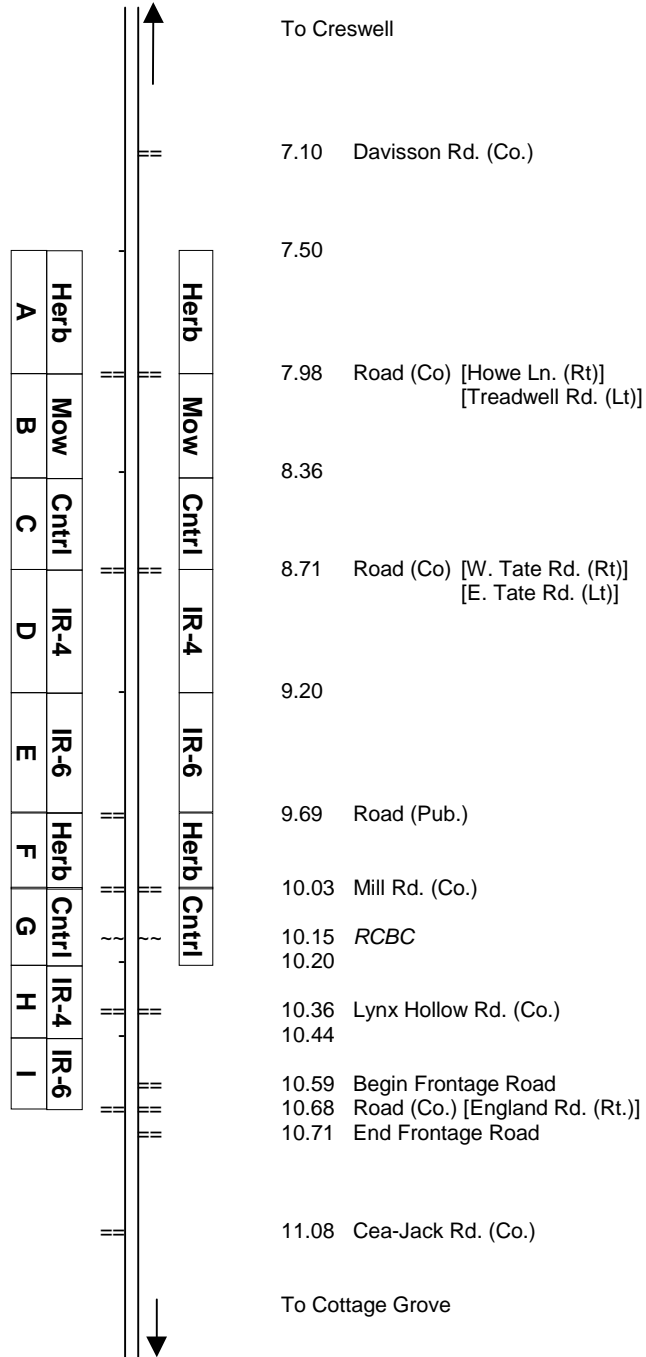 To Creswell
== 7.10 Davisson Rd. (Co.)
7.50
A Herb Herb
== == 7.98 Road (Co) [Howe Ln. (Rt)]
[Treadwell Rd. (Lt)]
B Mow Mow
8.36
C Cntrl Cntrl
== == 8.71 Road (Co) [W. Tate Rd. (Rt)]
[E. Tate Rd. (Lt)]
D IR-4 IR-4
9.20
E IR-6 IR-6
== 9.69 Road (Pub.)
F Herb Herb
== == 10.03 Mill Rd. (Co.)
G Cntrl Cntrl
~~ ~~ 10.15 RCBC
10.20
H IR-4
== == 10.36 Lynx Hollow Rd. (Co.)
10.44
I IR-6
== 10.59 Begin Frontage Road
== == 10.68 Road (Co.) [England Rd. (Rt.)]
== 10.71 End Frontage Road
== 11.08 Cea-Jack Rd. (Co.)
To Cottage Grove